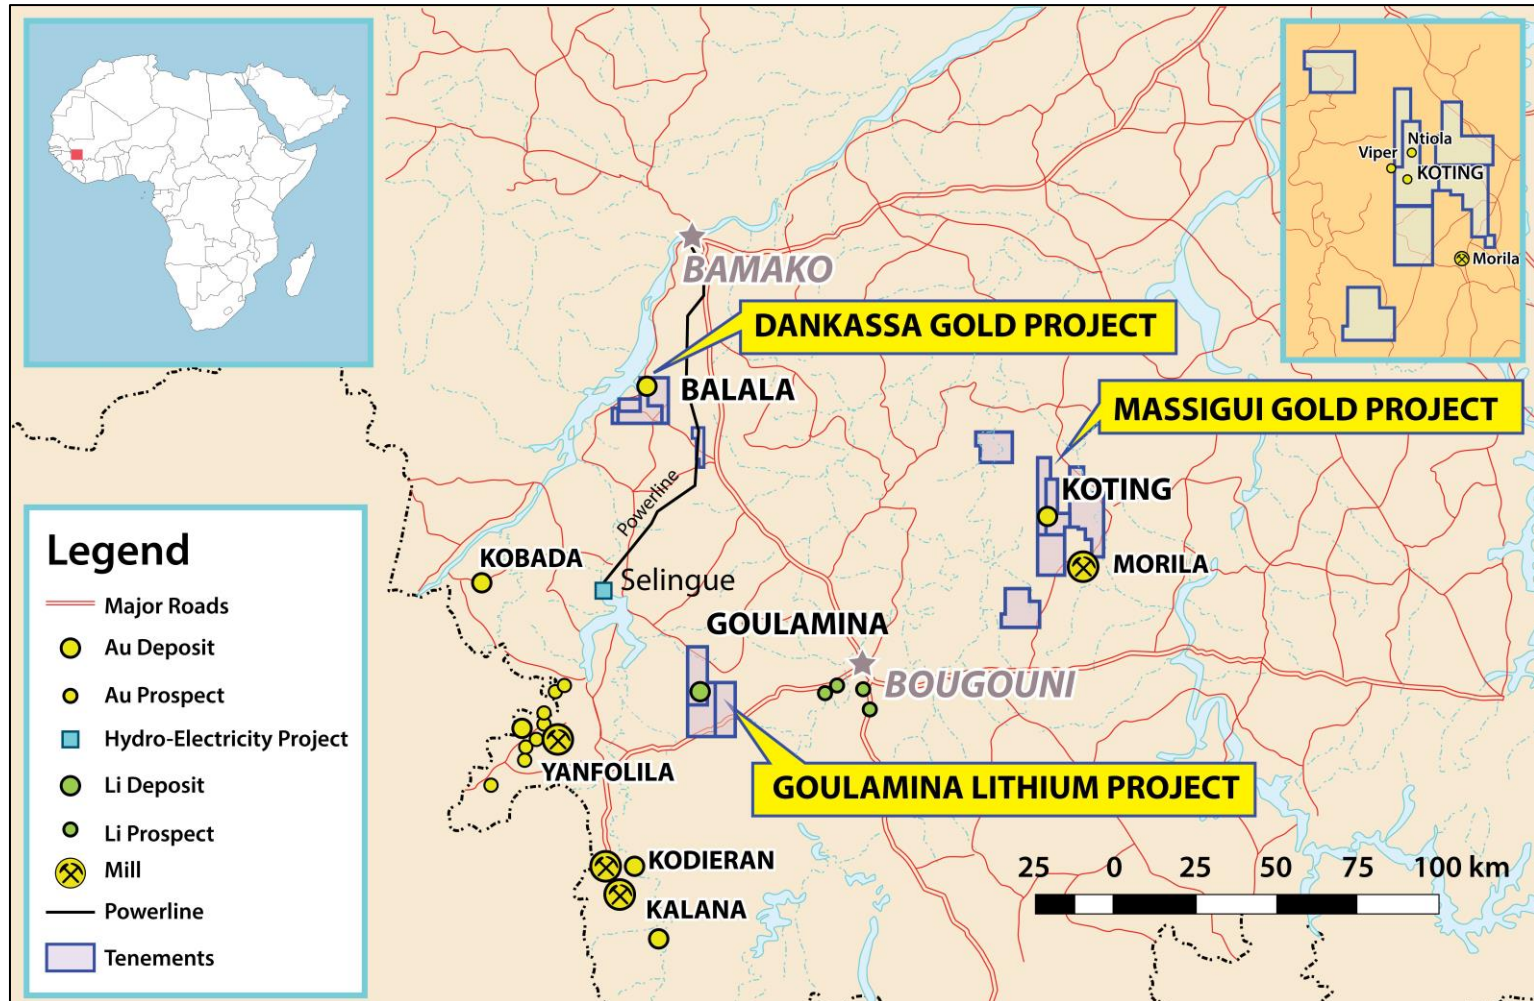 BAMAKO
DANKASSA GOLD PROJECT
BALALA
MASSIGUI GOLD PROJECT
KOTING
Powerline
KOBADA
Selingue
MORILA
GOULAMINA
BOUGOUNI
YANFOLILA
GOULAMINA LITHIUM PROJECT
KODIERAN
KALANA
25 0 25 50 75 100 km
Ntiola
Viper
KOTING
Morila
Legend
Major Roads
Au Deposit
Au Prospect
Hydro-Electricity Project
Li Deposit
Li Prospect
Mill
Powerline
Tenements